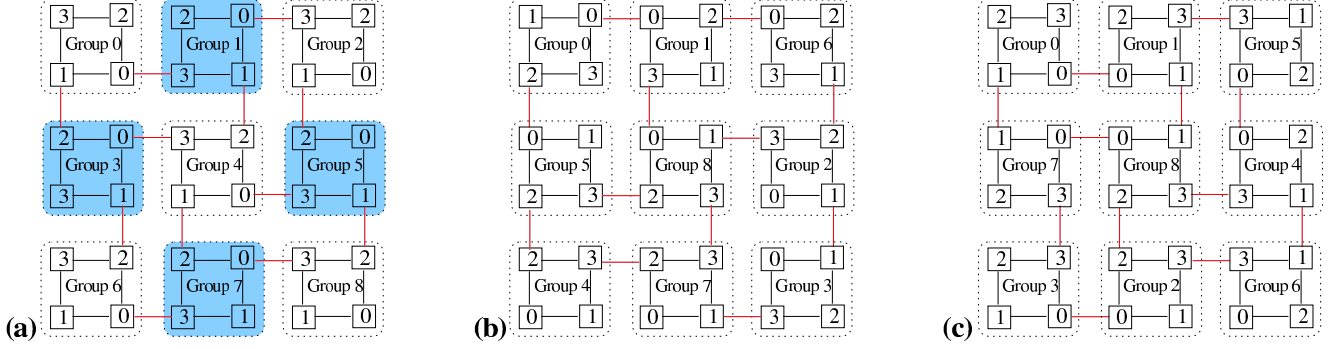 3 2 2 0 3 2
Group 0 Group 1 Group 2
1 0 3 1 1 0
2 0 3 2 2 0
Group 3 Group 4 Group 5
3 1 1 0 3 1
3 2 2 0 3 2
Group 6 Group 7 Group 8
1 0 3 1 1 0
(a)
1 0 0 2 0 2
Group 0 Group 1 Group 6
2 3 3 1 3 1
0 1 0 1 3 2
Group 5 Group 8 Group 2
2 3 2 3 0 1
2 3 2 3 0 1
Group 4 Group 7 Group 3
0 1 0 1 3 2
(b)
2 3 2 3 3 1
Group 0 Group 1 Group 5
1 0 0 1 0 2
1 0 0 1 0 2
Group 7 Group 8 Group 4
2 3 2 3 3 1
2 3 2 3 3 1
Group 3 Group 2 Group 6
1 0 0 1 0 2
(c)